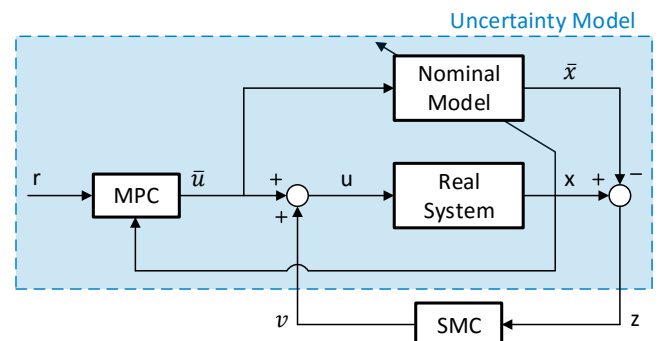 Uncertainty Model
Nominal
Model
x̄
r
MPC
ū
+
+
u
Real
System
x
+
−
v
SMC
z